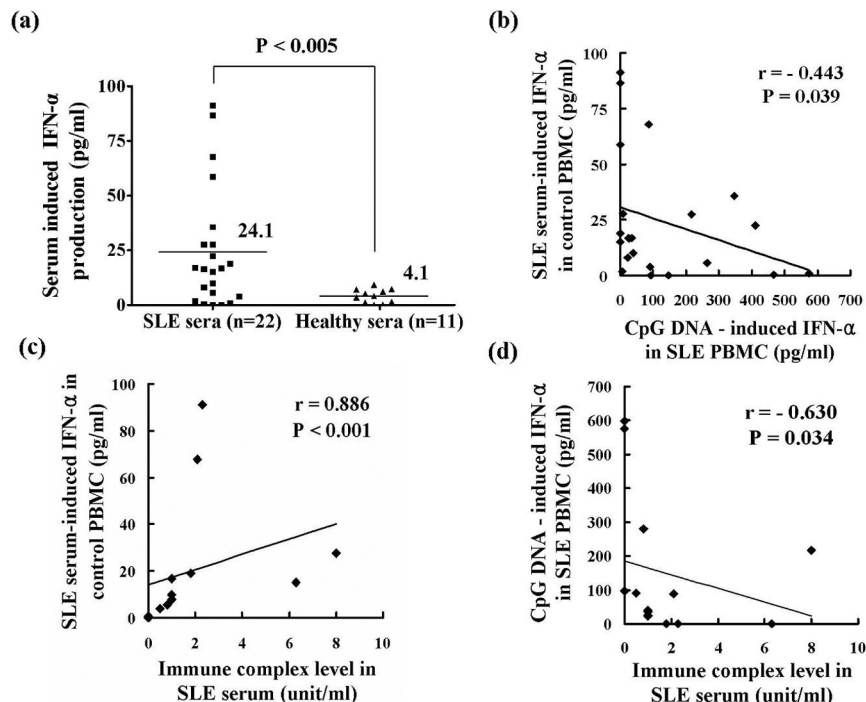 (a)
P < 0.005
Serum induced IFN-α
production (pg/ml)
100
75
50
25
0
24.1
4.1
SLE sera (n=22)
Healthy sera (n=11)
(b)
SLE serum-induced IFN-α
in control PBMC (pg/ml)
100
75
50
25
0
r = - 0.443
P = 0.039
0 100 200 300 400 500 600 700
CpG DNA - induced IFN-α
in SLE PBMC (pg/ml)
(c)
SLE serum-induced IFN-α in
control PBMC (pg/ml)
100
80
60
40
20
0
r = 0.886
P < 0.001
0 2 4 6 8 10
Immune complex level in
SLE serum (unit/ml)
(d)
CpG DNA - induced IFN-α
in SLE PBMC (pg/ml)
700
600
500
400
300
200
100
0
r = - 0.630
P = 0.034
0 2 4 6 8 10
Immune complex level in
SLE serum (unit/ml)